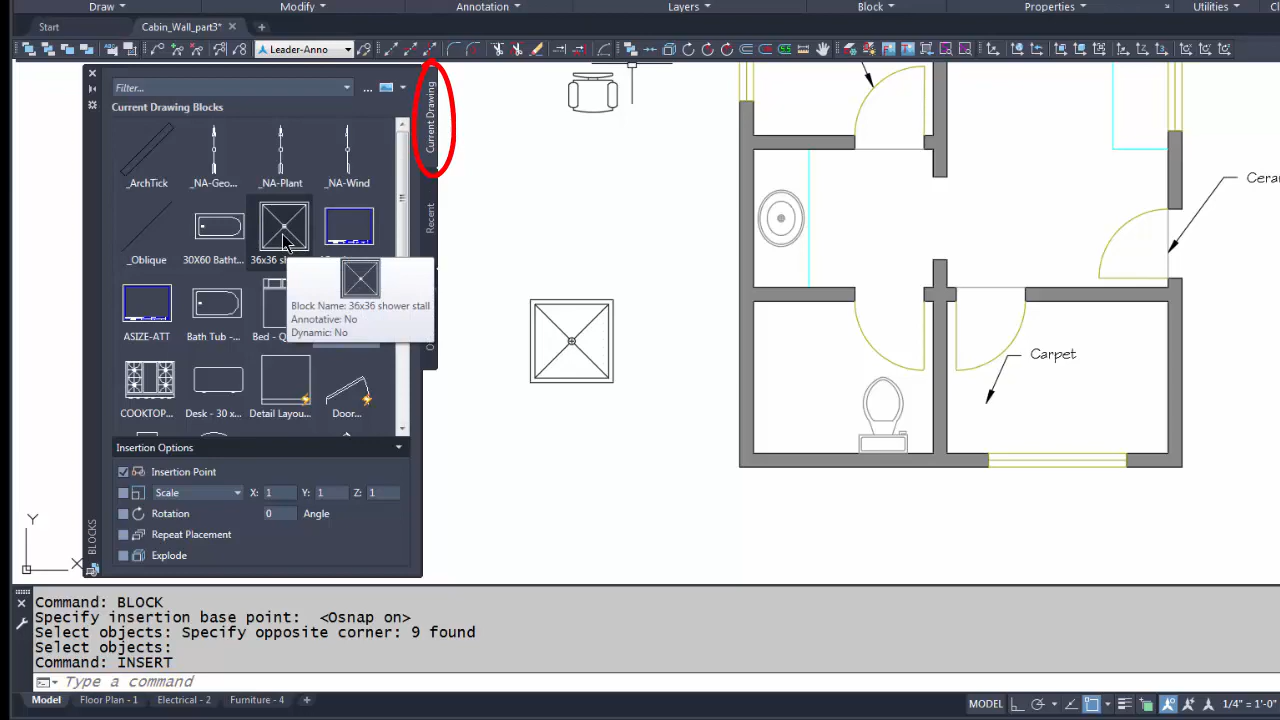 Draw Modify Annotation Layers Block Properties Utilities
Start Cabin_Wall_part3*
Leader-Anno
Filter... ...
Current Drawing Blocks
Current Drawing
_ArchTick _NA-Geo... _NA-Plant _NA-Wind
Recent
_Oblique 30X60 Batht... 36x36 sh
Block Name: 36x36 shower stall
Annotative: No
Dynamic: No
ASIZE-ATT Bath Tub -... Bed - Q
COOKTOP... Desk - 30 x... Detail Layou... Door...
Insertion Options
Insertion Point
Scale X: 1 Y: 1 Z: 1
Rotation 0 Angle
Repeat Placement
Explode
BLOCKS
Y
X
Cera
Carpet
Command: BLOCK
Specify insertion base point: <Osnap on>
Select objects: Specify opposite corner: 9 found
Select objects:
Command: INSERT
Type a command
Model Floor Plan - 1 Electrical - 2 Furniture - 4 MODEL 1/4" = 1'-0"